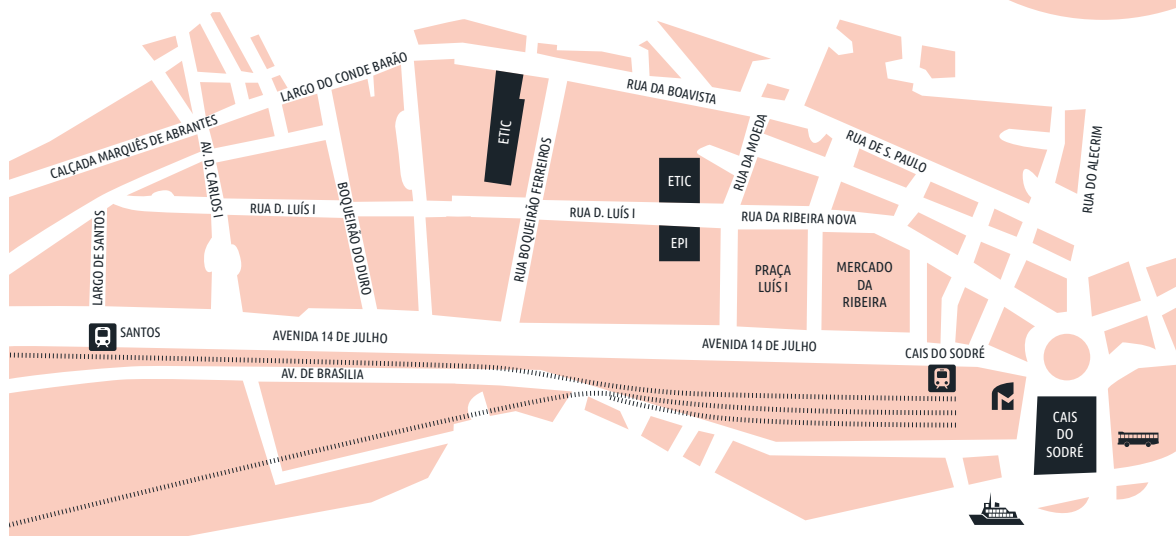 LARGO DO CONDE BARÃO
RUA DA BOAVISTA
CALÇADA MARQUÊS DE ABRANTES
ETIC
RUA DA MOEDA
RUA DE S. PAULO
RUA DO ALECRIM
AV. D. CARLOS I
RUA BOQUEIRÃO FERREIROS
ETIC
BOQUEIRÃO DO DURO
RUA D. LUÍS I
RUA D. LUÍS I
RUA DA RIBEIRA NOVA
LARGO DE SANTOS
EPI
PRAÇA
LUÍS I
MERCADO
DA
RIBEIRA
SANTOS
AVENIDA 14 DE JULHO
AVENIDA 14 DE JULHO
CAIS DO SODRÉ
AV. DE BRASILIA
CAIS
DO
SODRÉ